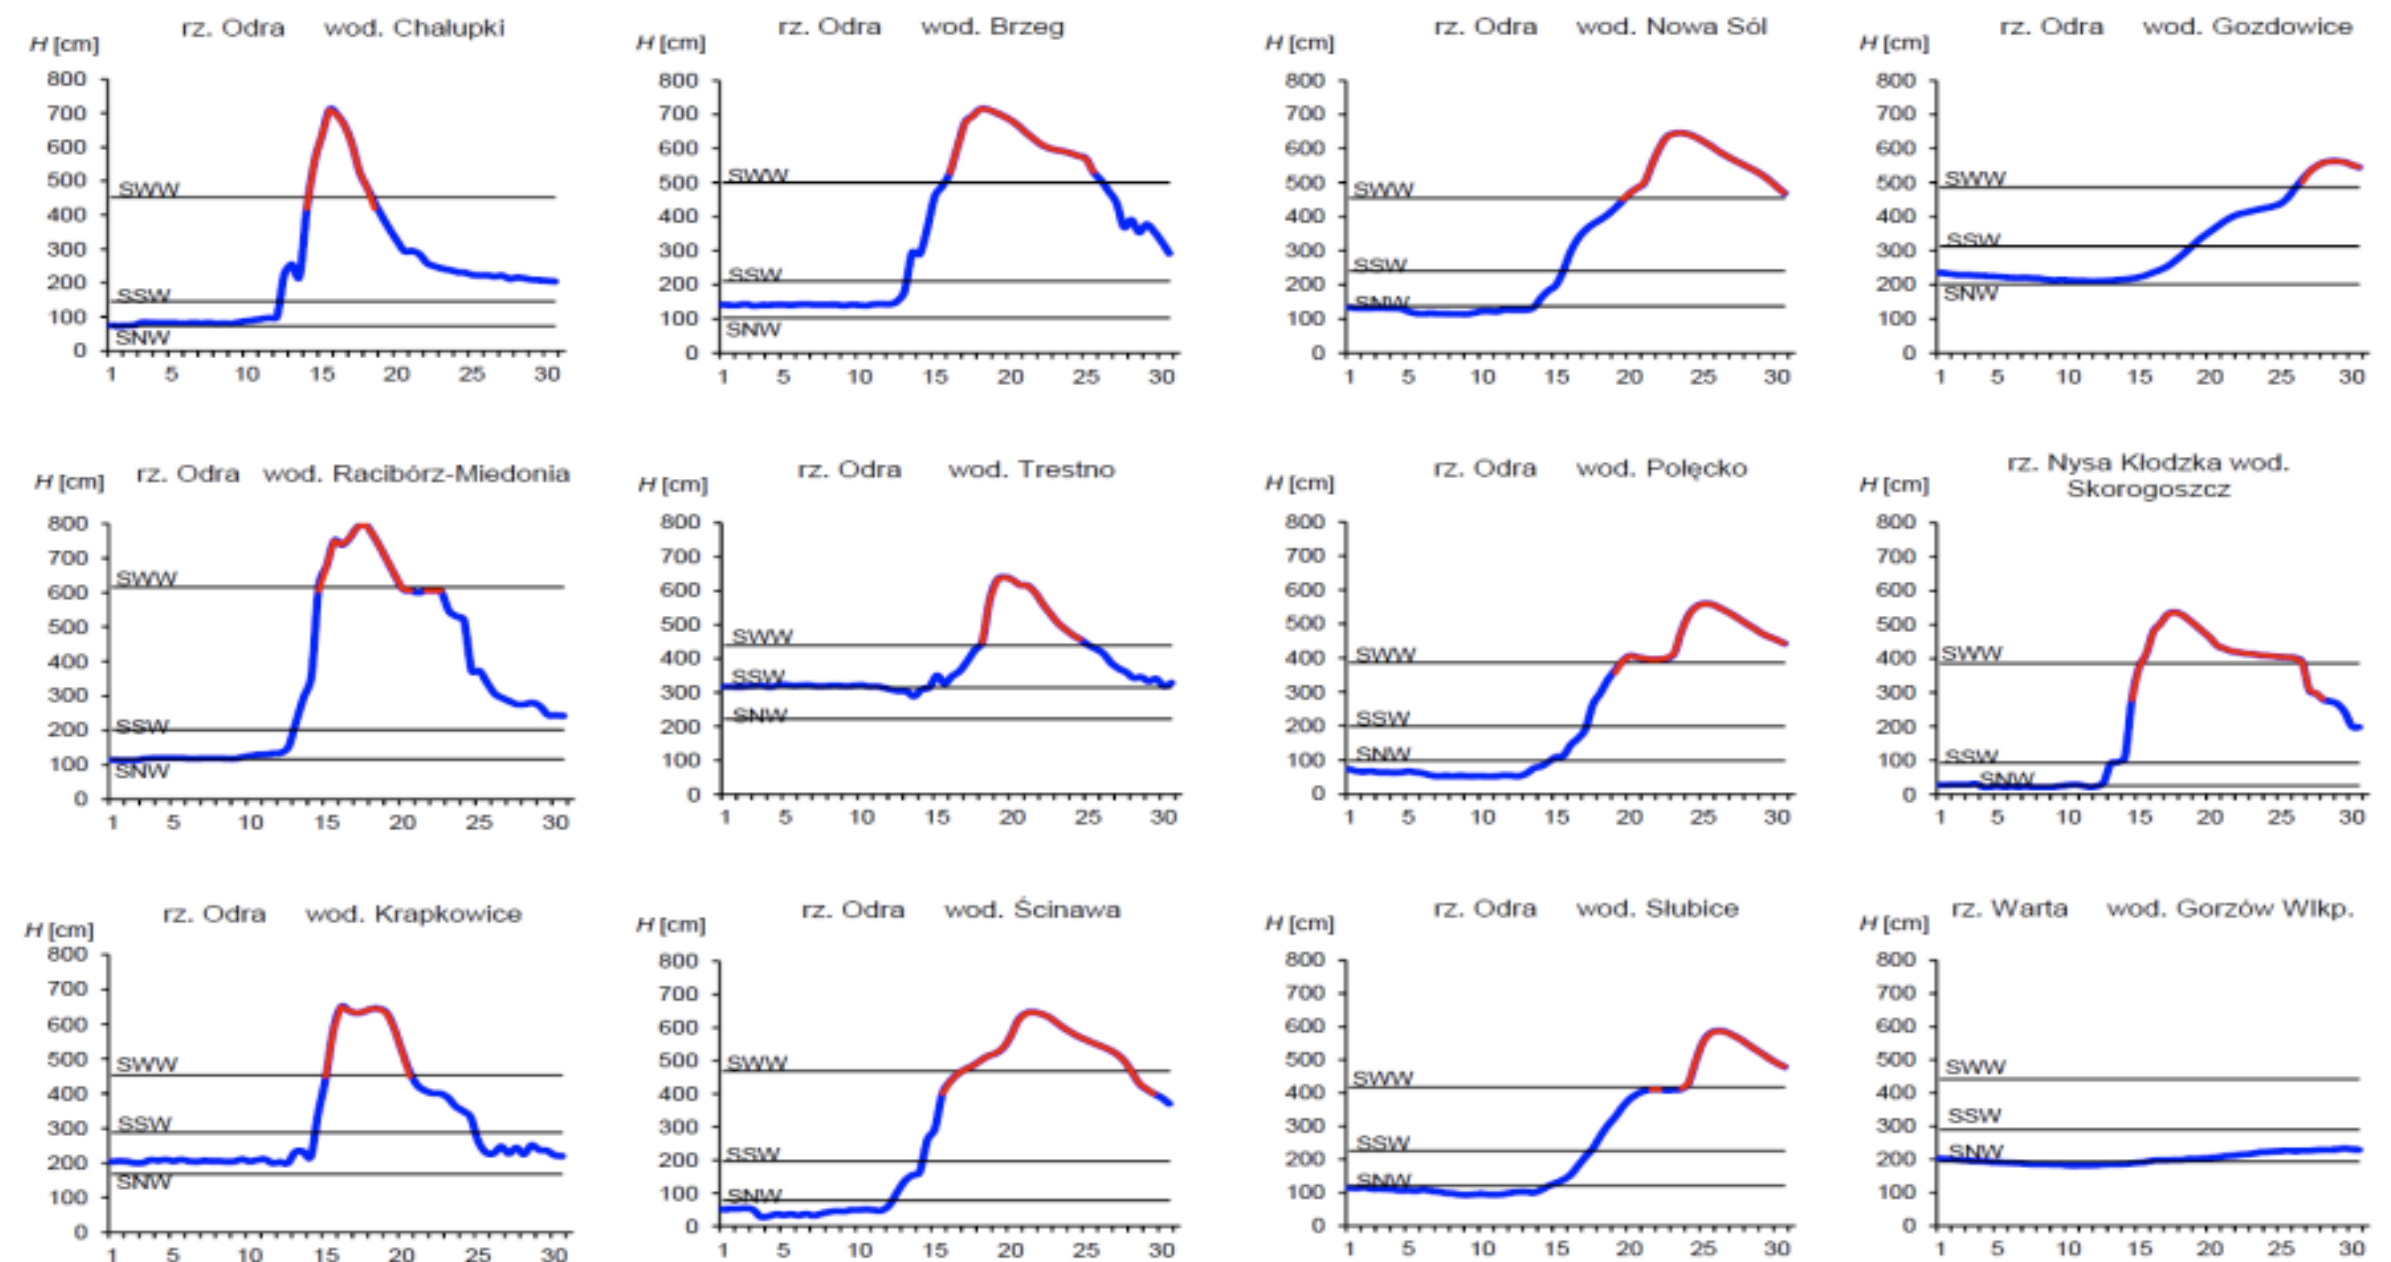 rz. Odra wod. Chałupki
H [cm]
800
700
600
500
SWW
400
300
200
SSW
100
SNW
0
1 5 10 15 20 25 30
rz. Odra wod. Brzeg
H [cm]
800
700
600
SWW
500
400
300
SSW
200
100
SNW
0
1 5 10 15 20 25 30
rz. Odra wod. Nowa Sól
H [cm]
800
700
600
500
SWW
400
300
SSW
200
SNW
100
0
1 5 10 15 20 25 30
rz. Odra wod. Gozdowice
H [cm]
800
700
600
500
SWW
400
300
SSW
200
SNW
100
0
1 5 10 15 20 25 30
rz. Odra wod. Racibórz-Miedonia
H [cm]
800
700
SWW
600
500
400
300
SSW
200
100
SNW
0
1 5 10 15 20 25 30
rz. Odra wod. Trestno
H [cm]
800
700
600
500
SWW
400
SSW
300
SNW
200
100
0
1 5 10 15 20 25 30
rz. Odra wod. Połęcko
H [cm]
800
700
600
500
SWW
400
300
SSW
200
SNW
100
0
1 5 10 15 20 25 30
rz. Nysa Kłodzka wod.
Skorogoszcz
H [cm]
800
700
600
500
SWW
400
300
200
SSW
100
SNW
0
1 5 10 15 20 25 30
rz. Odra wod. Krapkowice
H [cm]
800
700
600
500
SWW
400
300
SSW
200
SNW
100
0
1 5 10 15 20 25 30
rz. Odra wod. Ścinawa
H [cm]
800
700
600
500
SWW
400
300
SSW
200
100
SNW
0
1 5 10 15 20 25 30
rz. Odra wod. Słubice
H [cm]
800
700
600
500
SWW
400
300
SSW
200
SNW
100
0
1 5 10 15 20 25 30
rz. Warta wod. Gorzów Wlkp.
H [cm]
800
700
600
500
SWW
400
SSW
300
SNW
200
100
0
1 5 10 15 20 25 30